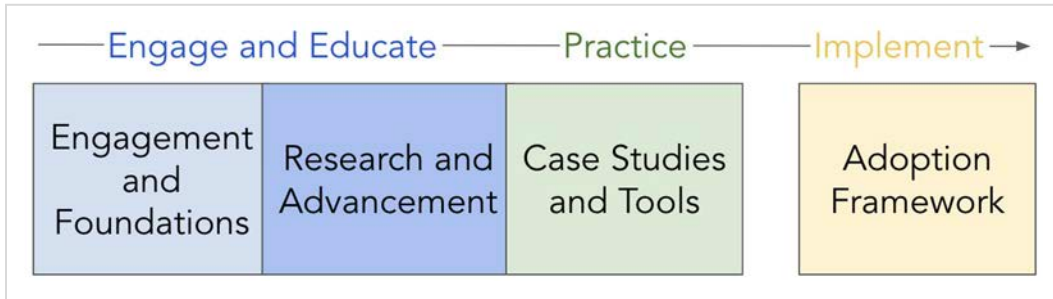 Engage and Educate Practice Implement
Engagement
and
Foundations
Research and
Advancement
Case Studies
and Tools
Adoption
Framework